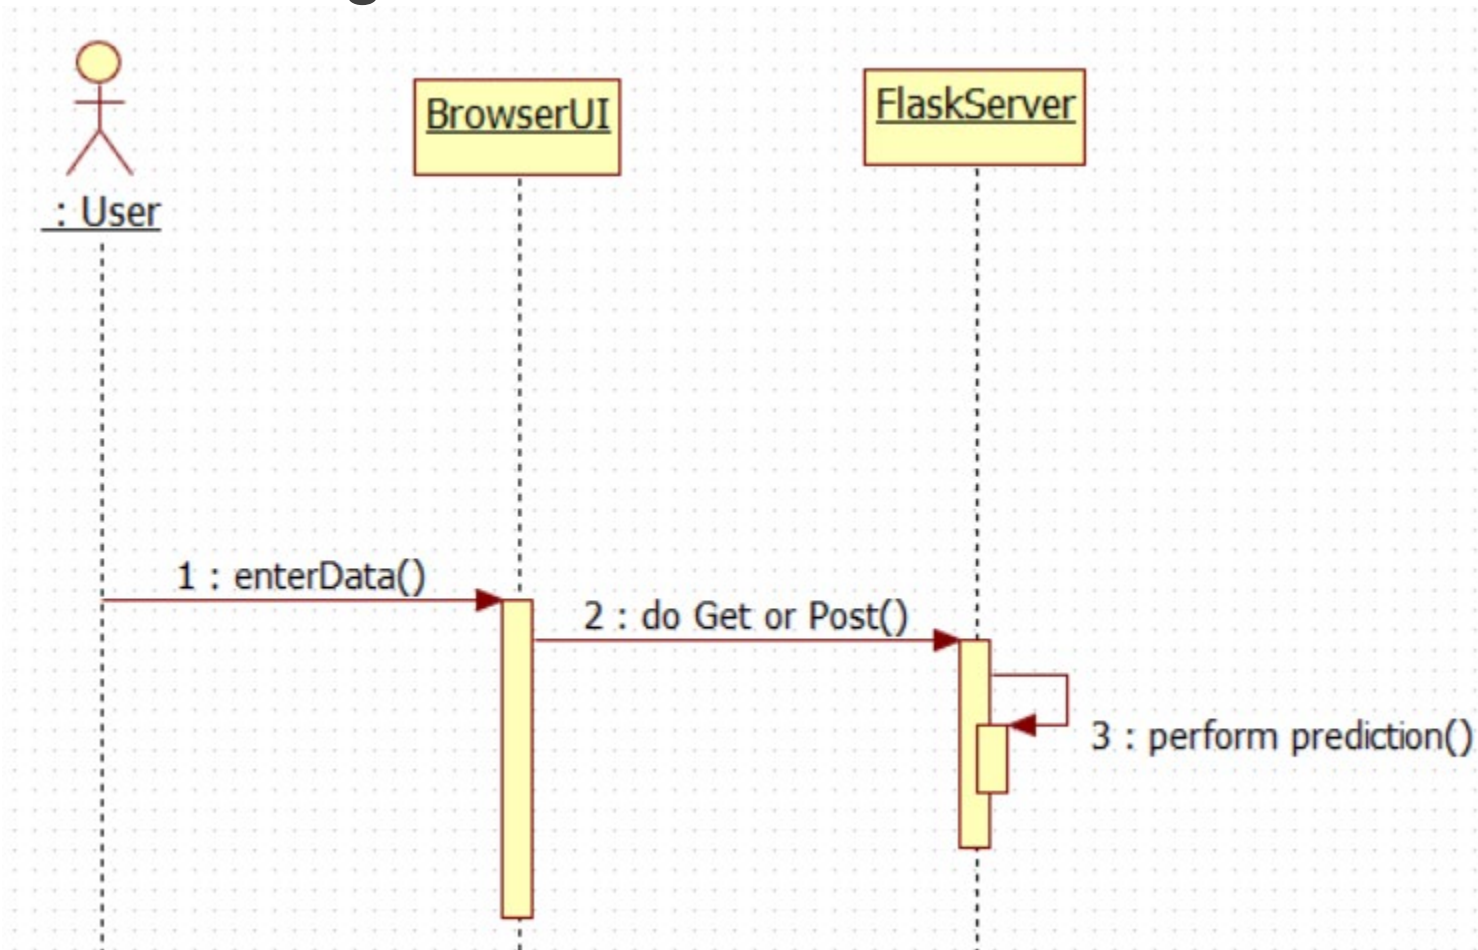 BrowserUI
FlaskServer
: User
1 : enterData()
2 : do Get or Post()
3 : perform prediction()